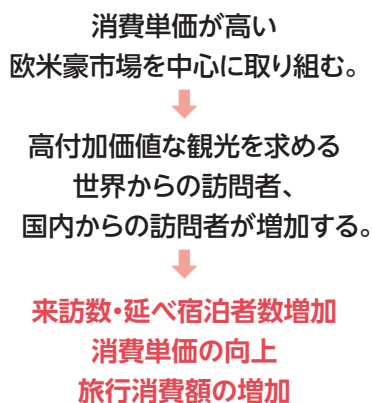 消費単価が高い
欧米豪市場を中心に取り組む。
高付加価値な観光を求める
世界からの訪問者、
国内からの訪問者が増加する。
来訪数・延べ宿泊者数増加
消費単価の向上
旅行消費額の増加